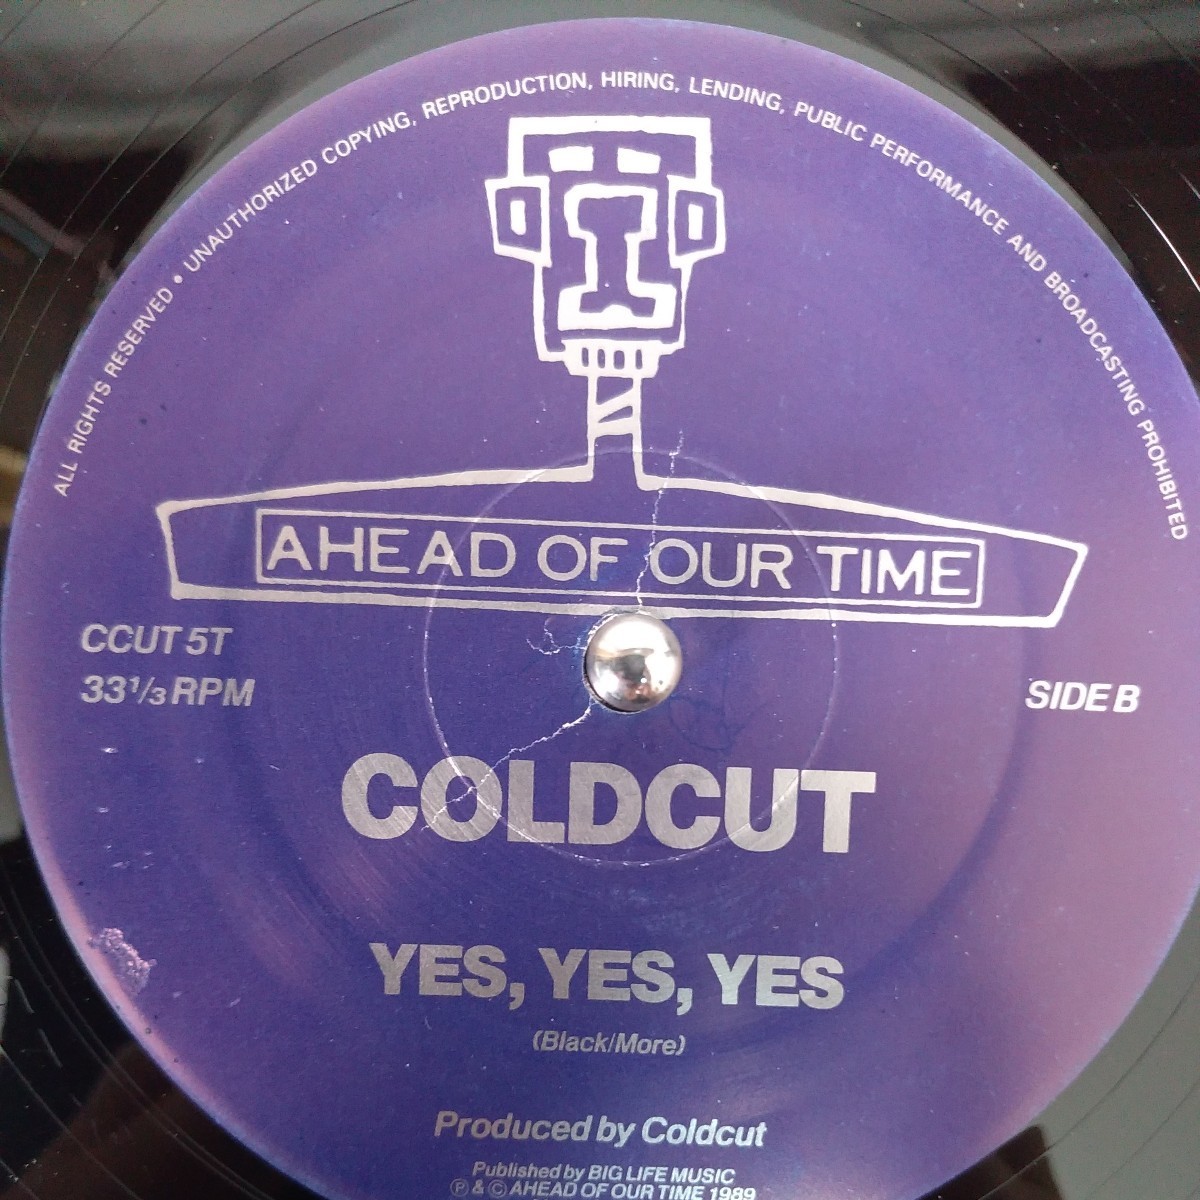 ALL RIGHTS RESERVED • UNAUTHORIZED COPYING, REPRODUCTION, HIRING, LENDING, PUBLIC PERFORMANCE AND BROADCASTING PROHIBITED
AHEAD OF OUR TIME
CCUT 5T
33⅓ RPM
SIDE B
COLDCUT
YES, YES, YES
(Black/More)
Produced by Coldcut
Published by BIG LIFE MUSIC
Ⓟ & © AHEAD OF OUR TIME 1989